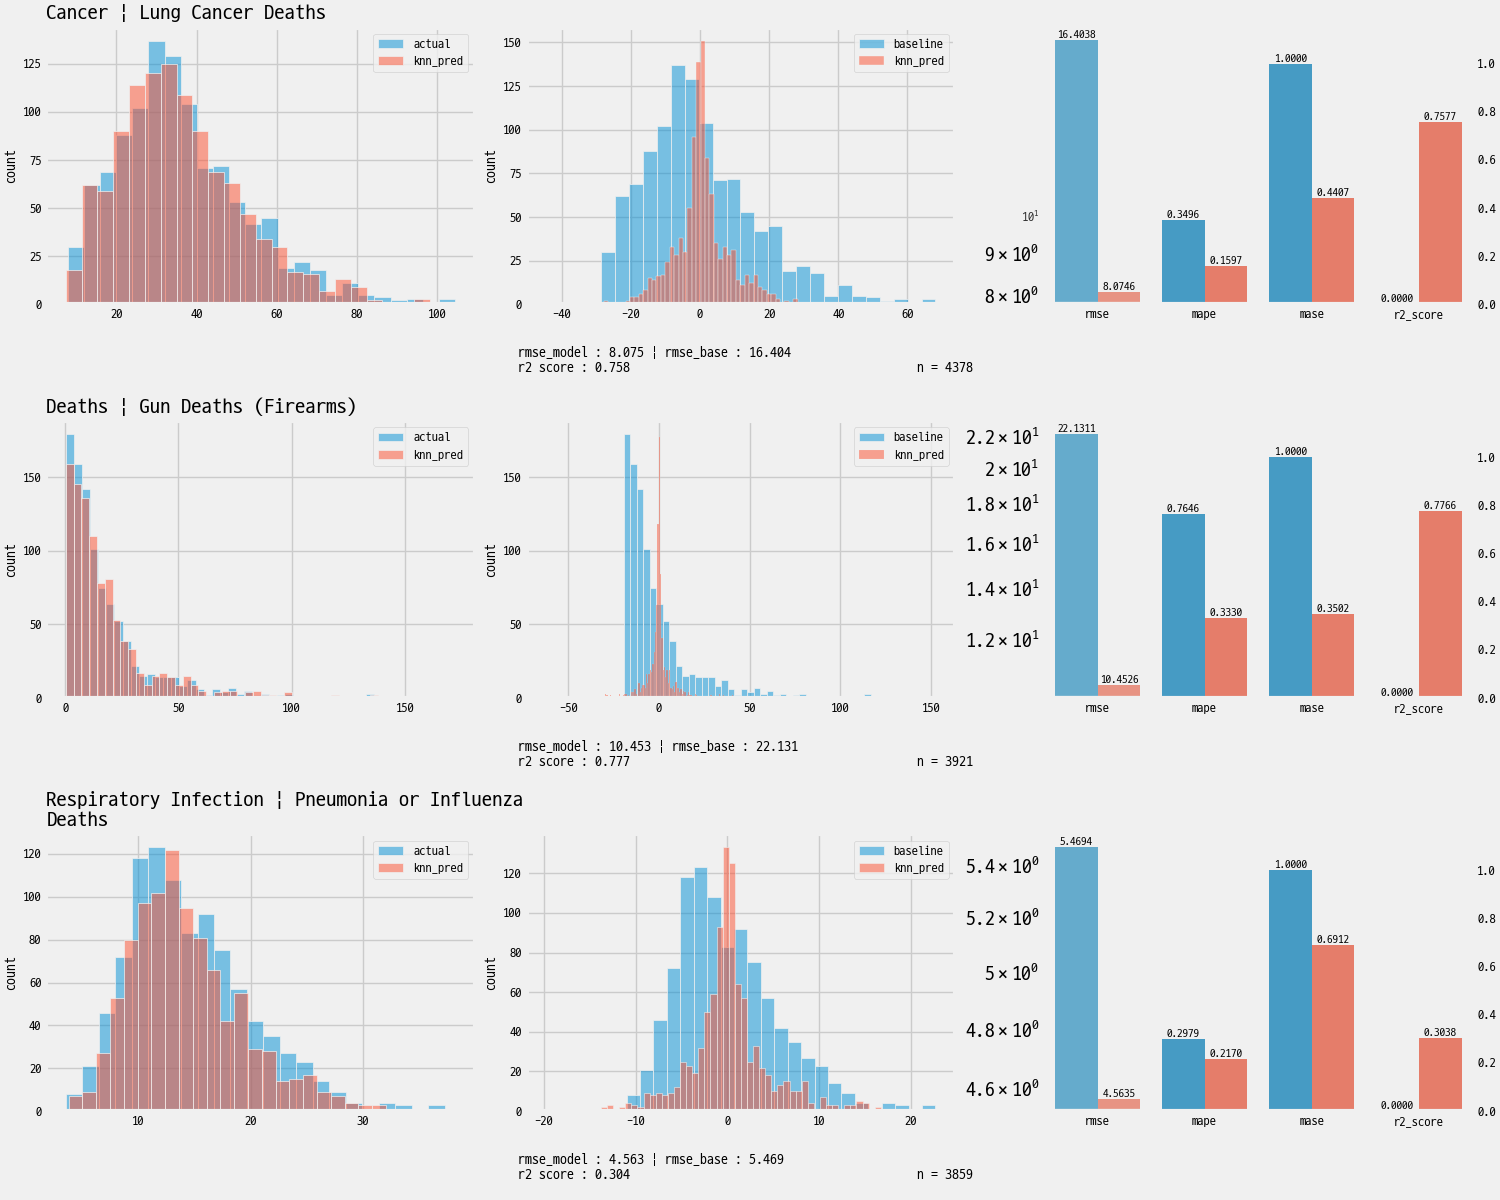 Cancer ¦ Lung Cancer Deaths
actual
knn_pred
125
100
75
50
25
0
count
20
40
60
80
100
baseline
knn_pred
150
125
100
75
50
25
0
count
−40
−20
0
20
40
60
rmse_model : 8.075 ¦ rmse_base : 16.404
r2 score : 0.758
n = 4378
16.4038
8.0746
0.3496
0.1597
1.0000
0.4407
0.0000
0.7577
10¹
9 × 10⁰
8 × 10⁰
rmse
mape
mase
r2_score
1.0
0.8
0.6
0.4
0.2
0.0
Deaths ¦ Gun Deaths (Firearms)
actual
knn_pred
150
100
50
0
count
0
50
100
150
baseline
knn_pred
150
100
50
0
count
−50
0
50
100
150
rmse_model : 10.453 ¦ rmse_base : 22.131
r2 score : 0.777
n = 3921
22.1311
10.4526
0.7646
0.3330
1.0000
0.3502
0.0000
0.7766
2.2 × 10¹
2 × 10¹
1.8 × 10¹
1.6 × 10¹
1.4 × 10¹
1.2 × 10¹
rmse
mape
mase
r2_score
1.0
0.8
0.6
0.4
0.2
0.0
Respiratory Infection ¦ Pneumonia or Influenza
Deaths
actual
knn_pred
120
100
80
60
40
20
0
count
10
20
30
baseline
knn_pred
120
100
80
60
40
20
0
count
−20
−10
0
10
20
rmse_model : 4.563 ¦ rmse_base : 5.469
r2 score : 0.304
n = 3859
5.4694
4.5635
0.2979
0.2170
1.0000
0.6912
0.0000
0.3038
5.4 × 10⁰
5.2 × 10⁰
5 × 10⁰
4.8 × 10⁰
4.6 × 10⁰
rmse
mape
mase
r2_score
1.0
0.8
0.6
0.4
0.2
0.0